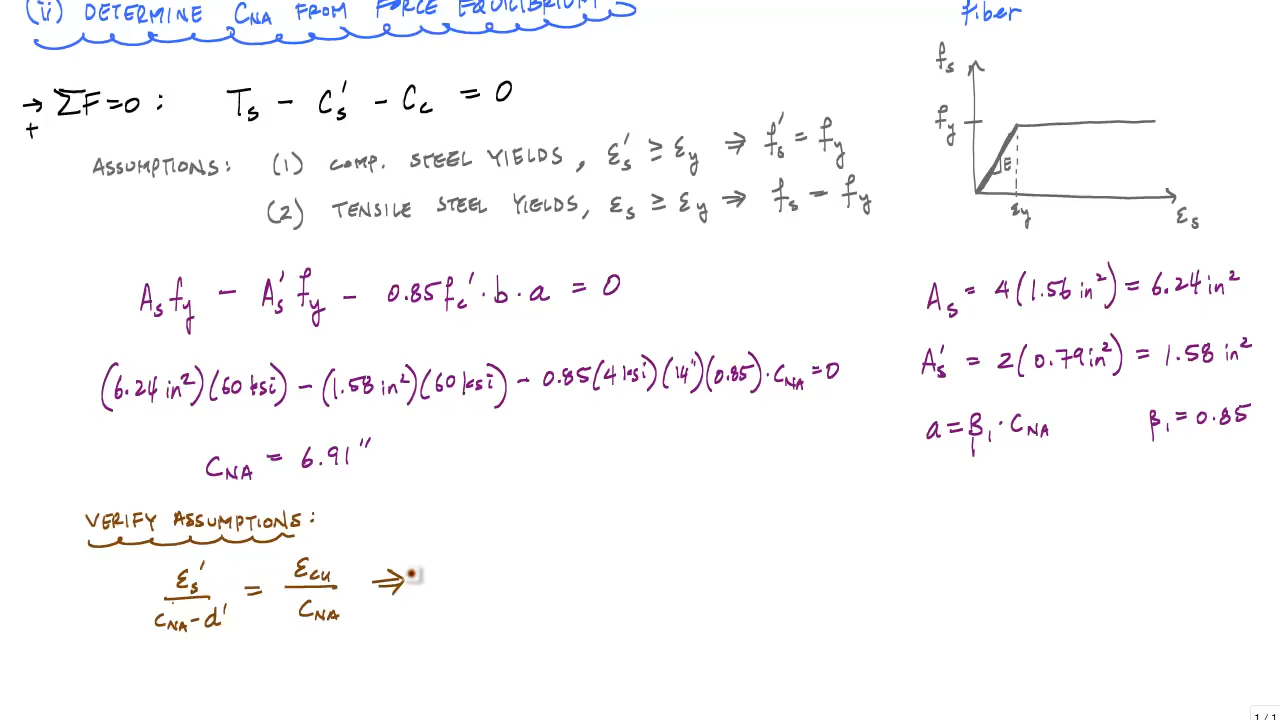 (ii) DETERMINE C_NA FROM FORCE EQUILIBRIUM
fiber
→+ ΣF=0 : T_s - C_s' - C_c = 0
ASSUMPTIONS: (1) COMP. STEEL YIELDS, ε_s' ≥ ε_y ⇒ f_s' = f_y
(2) TENSILE STEEL YIELDS, ε_s ≥ ε_y ⇒ f_s = f_y
f_s
f_y
E
ε_y
ε_s
A_s f_y - A_s' f_y - 0.85 f_c' · b · a = 0
A_s = 4(1.56 in²) = 6.24 in²
(6.24 in²)(60 ksi) - (1.58 in²)(60 ksi) - 0.85(4 ksi)(14")(0.85) · C_NA = 0
A_s' = 2(0.79 in²) = 1.58 in²
a = β_1 · C_NA β_1 = 0.85
C_NA = 6.91"
VERIFY ASSUMPTIONS:
ε_s' / (C_NA - d') = ε_cu / C_NA ⇒
1/1